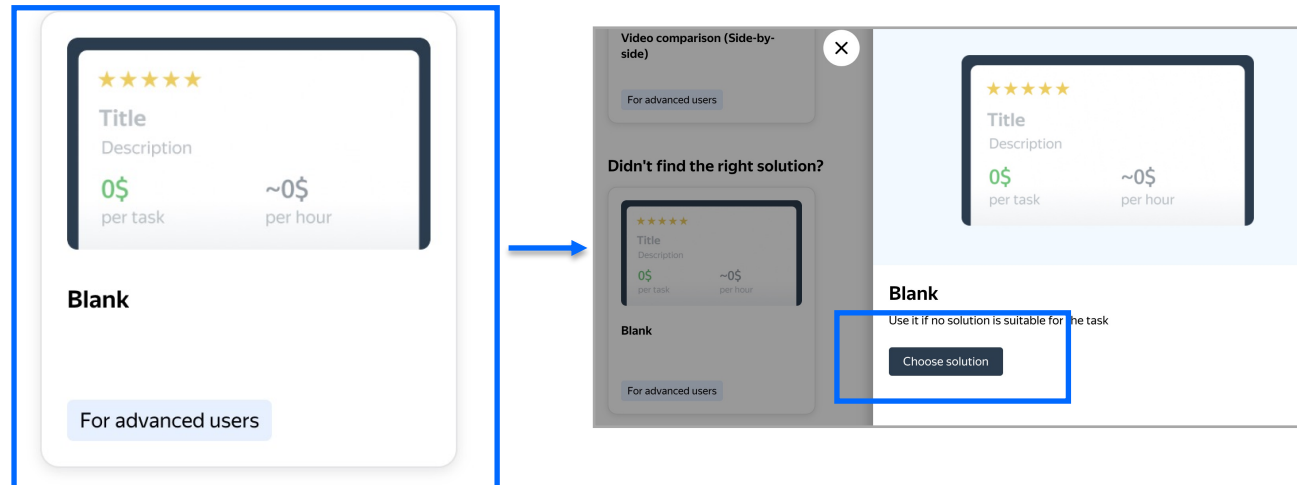 ★★★★★
Title
Description
0$ ~0$
per task per hour
Blank
For advanced users
Video comparison (Side-by-
side)
For advanced users
Didn't find the right solution?
★★★★★
Title
Description
0$ ~0$
per task per hour
Blank
For advanced users
★★★★★
Title
Description
0$ ~0$
per task per hour
Blank
Use it if no solution is suitable for the task
Choose solution